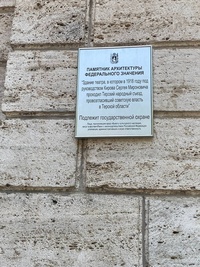 ПАМЯТНИК АРХИТЕКТУРЫ
ФЕДЕРАЛЬНОГО ЗНАЧЕНИЯ
"Здание театра, в котором в 1918 году под
руководством Кирова Сергея Мироновича
проходил Терский народный съезд,
провозгласивший советскую власть
в Терской области"
Подлежит государственной охране